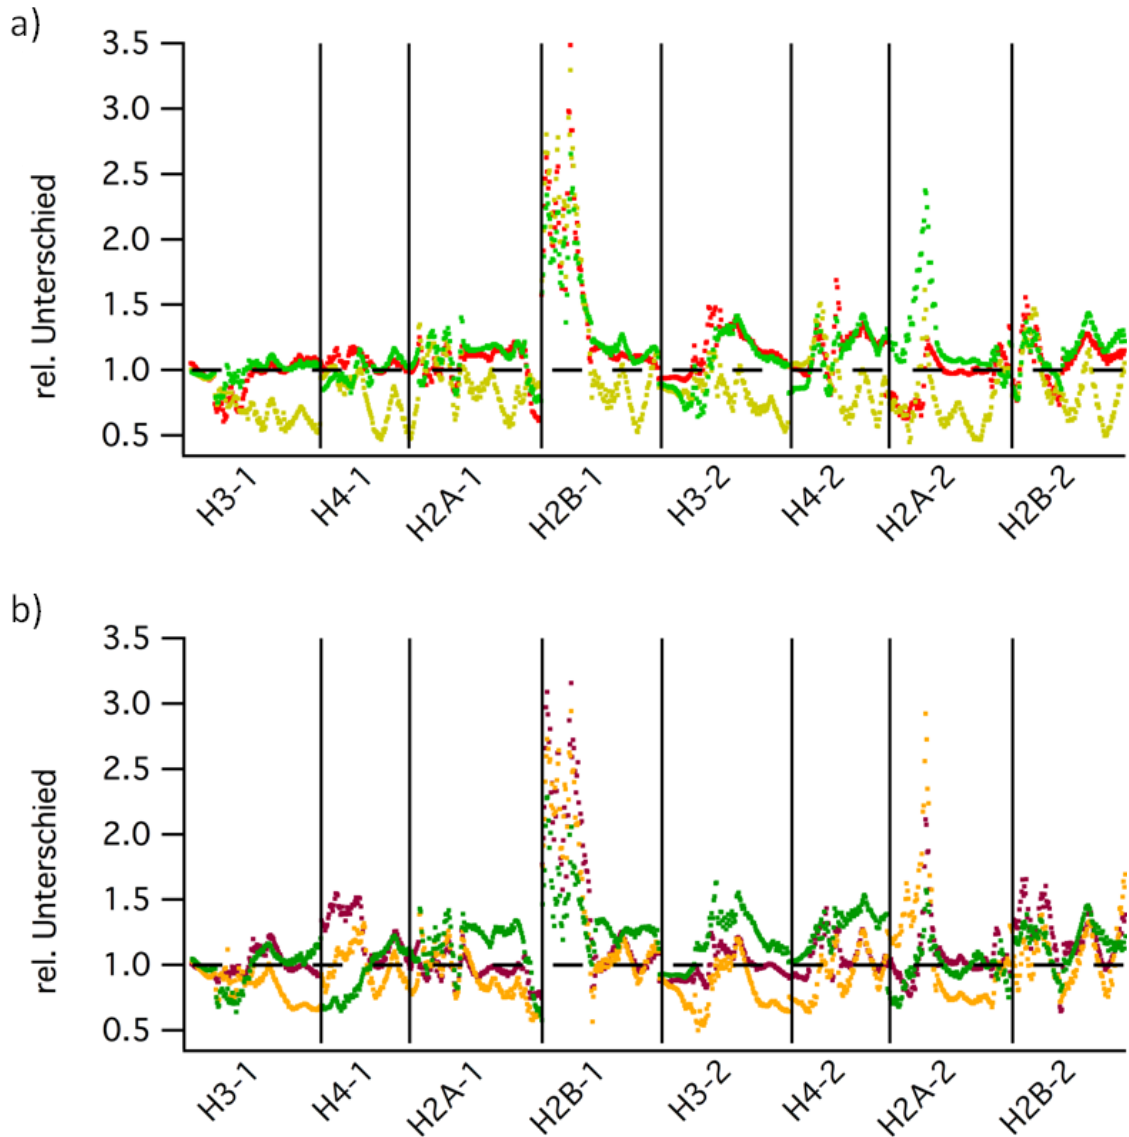 a)
rel. Unterschied
3.5
3.0
2.5
2.0
1.5
1.0
0.5
H3-1
H4-1
H2A-1
H2B-1
H3-2
H4-2
H2A-2
H2B-2
b)
rel. Unterschied
3.5
3.0
2.5
2.0
1.5
1.0
0.5
H3-1
H4-1
H2A-1
H2B-1
H3-2
H4-2
H2A-2
H2B-2